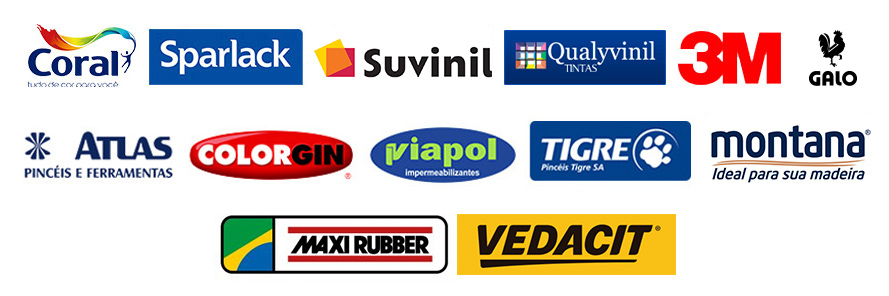 Coral
tudo de cor para você
Sparlack
Suvinil
Qualyvinil
TINTAS
3M
GALO
ATLAS
PINCÉIS E FERRAMENTAS
COLORGIN®
viapol
impermeabilizantes
TIGRE
Pincéis Tigre SA
montana®
Ideal para sua madeira
MAXI RUBBER
VEDACIT®